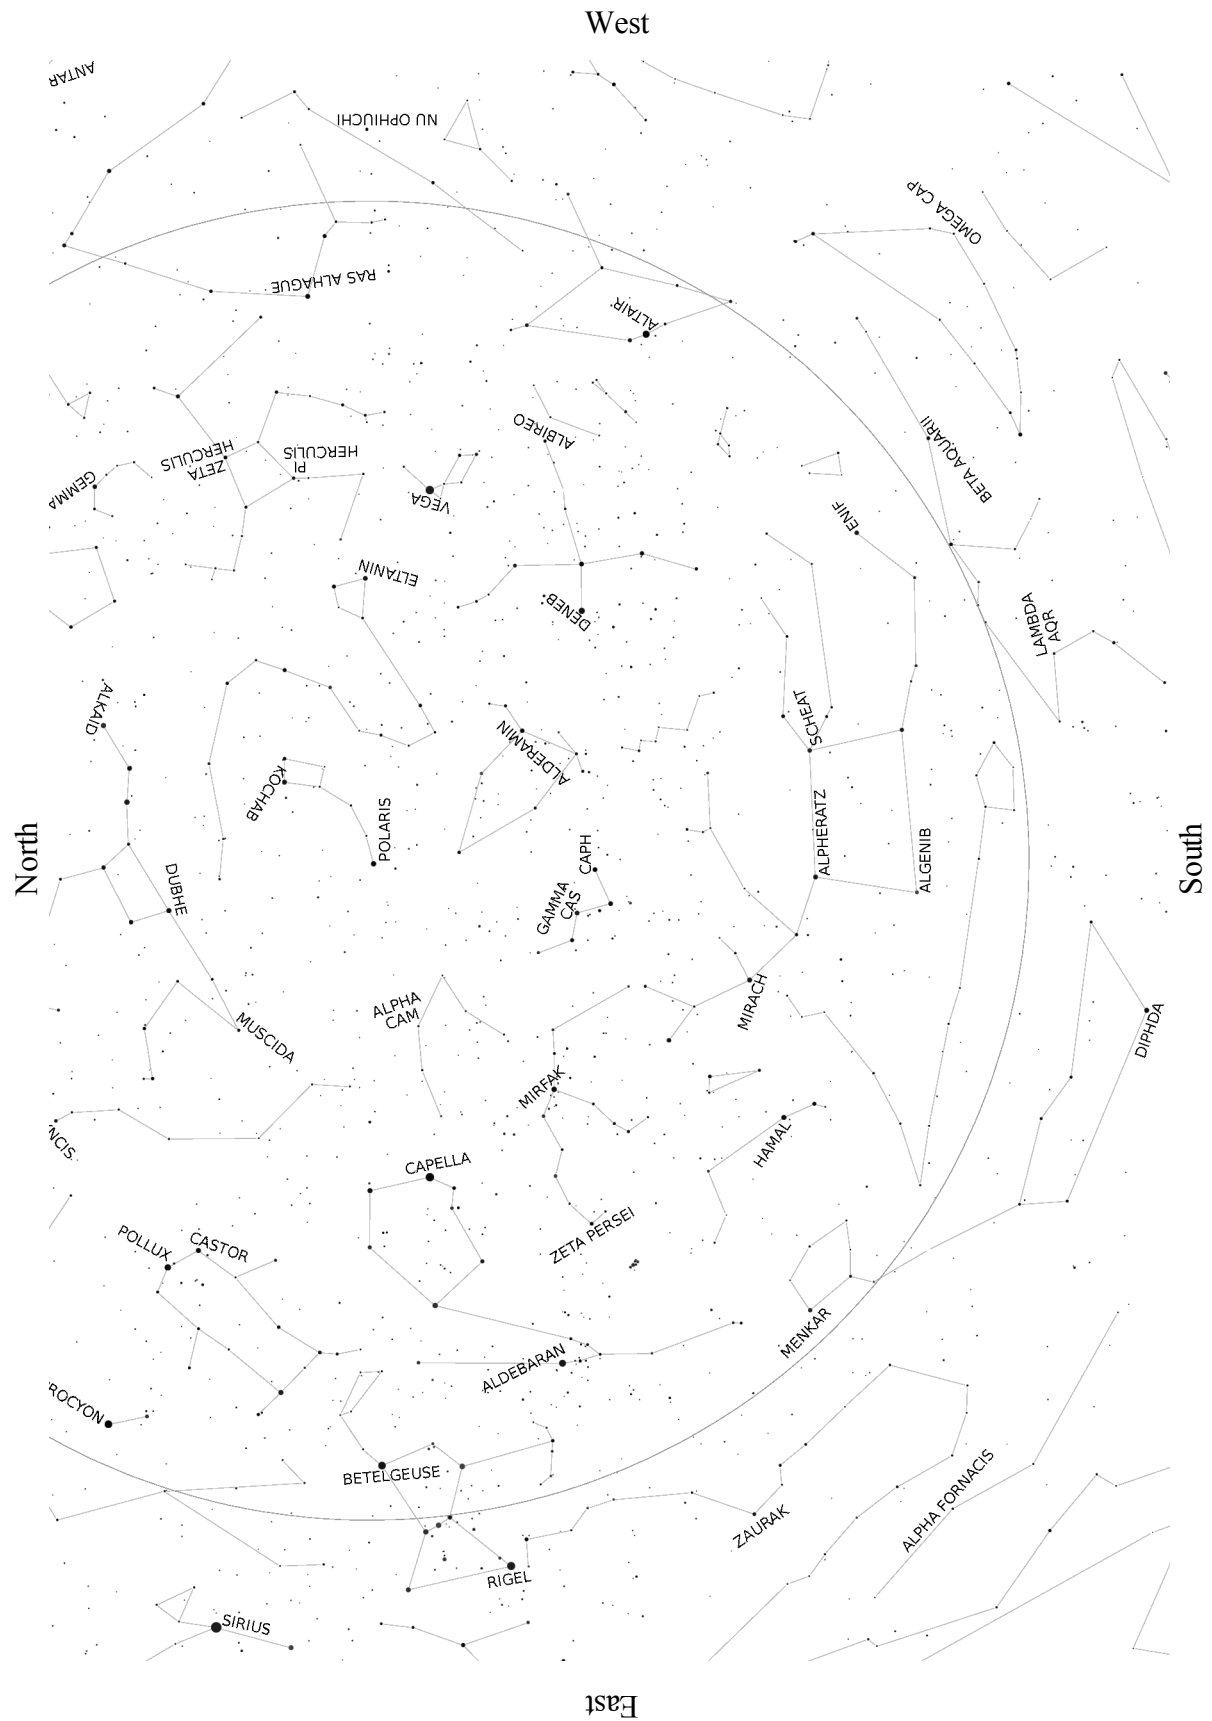 West
ANTAR
NU OPHIUCHI
OMEGA CAP
RAS ALHAGUE
ALTAIR
ALBIREO
BETA AQUARII
ZETA
HERCULIS
PI
HERCULIS
GEMMA
VEGA
ENIF
ELTANIN
DENEB
LAMBDA
AQR
ALKAID
SCHEAT
ALDERAMIN
KOCHAB
POLARIS
ALPHERATZ
North
South
CAPH
ALGENIB
DUBHE
GAMMA
CAS
MIRACH
DIPHDA
ALPHA
CAM
MUSCIDA
MIRFAK
NCIS
HAMAL
CAPELLA
ZETA PERSEI
POLLUX
CASTOR
MENKAR
ALDEBARAN
ROCYON
BETELGEUSE
ZAURAK
ALPHA FORNACIS
RIGEL
SIRIUS
East